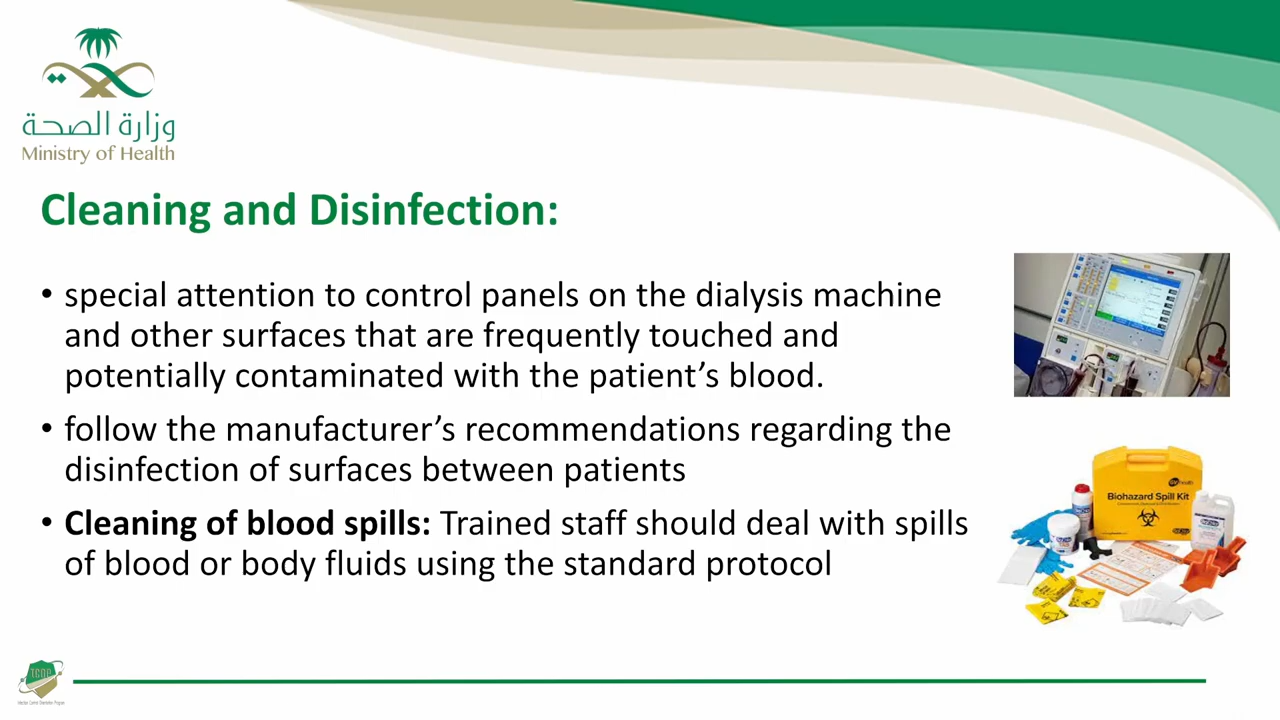 وزارة الصحة
Ministry of Health
Cleaning and Disinfection:
• special attention to control panels on the dialysis machine
and other surfaces that are frequently touched and
potentially contaminated with the patient’s blood.
• follow the manufacturer’s recommendations regarding the
disinfection of surfaces between patients
• Cleaning of blood spills: Trained staff should deal with spills
of blood or body fluids using the standard protocol
Biohazard Spill Kit